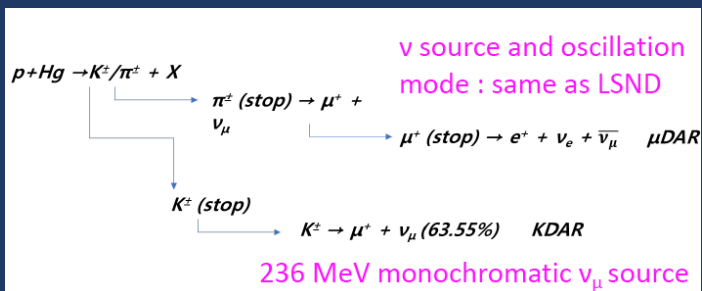 ν source and oscillation
mode : same as LSND
p+Hg →K±/π± + X
π± (stop) → μ+ +
νμ
μ+ (stop) → e+ + νe + ν̅μ̅ μDAR
K± (stop)
K± → μ+ + νμ (63.55%) KDAR
236 MeV monochromatic νμ source